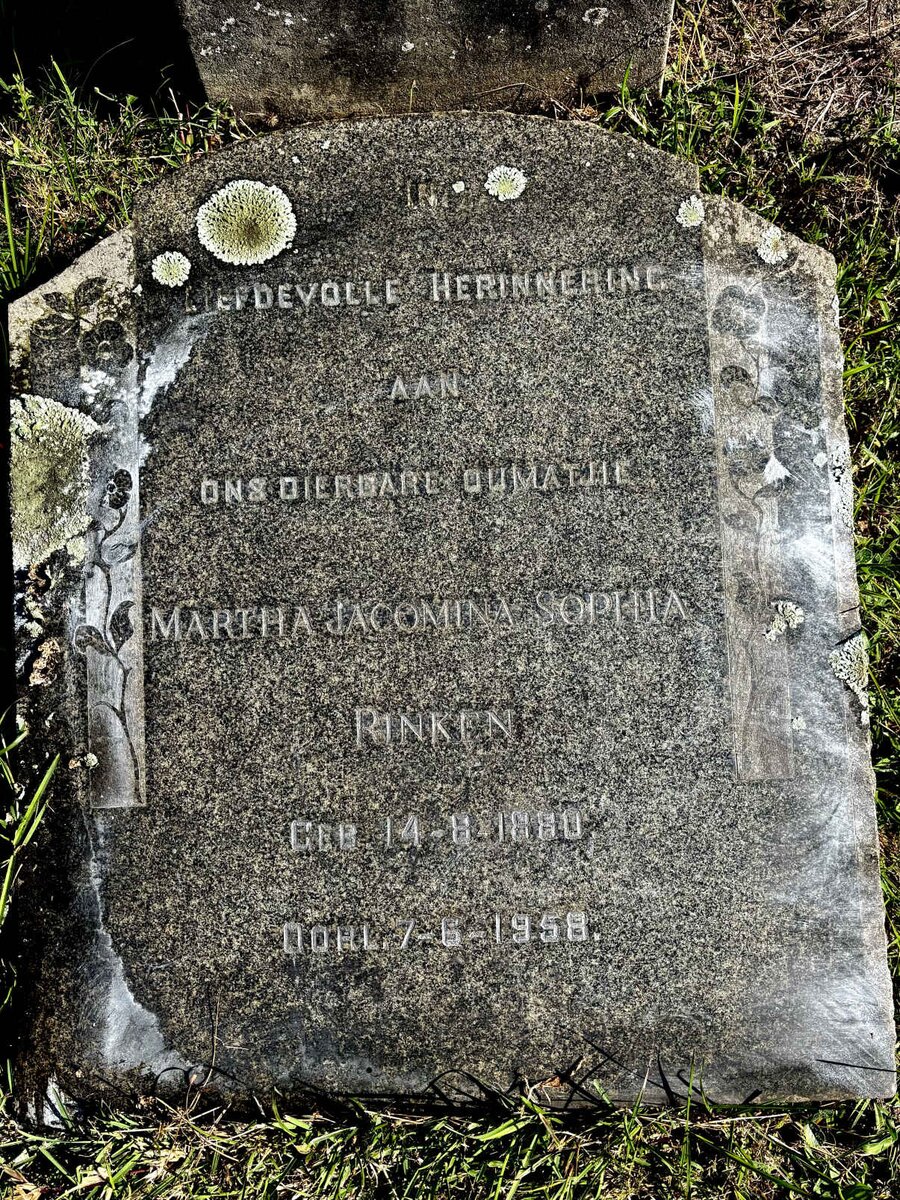 IN
LIEFDEVOLLE HERINNERING
AAN
ONS DIERBARE OUMATJIE
MARTHA JACOMINA SOPHIA
RINKEN
GEB. 14-8-1880.
OORL. 7-6-1958.